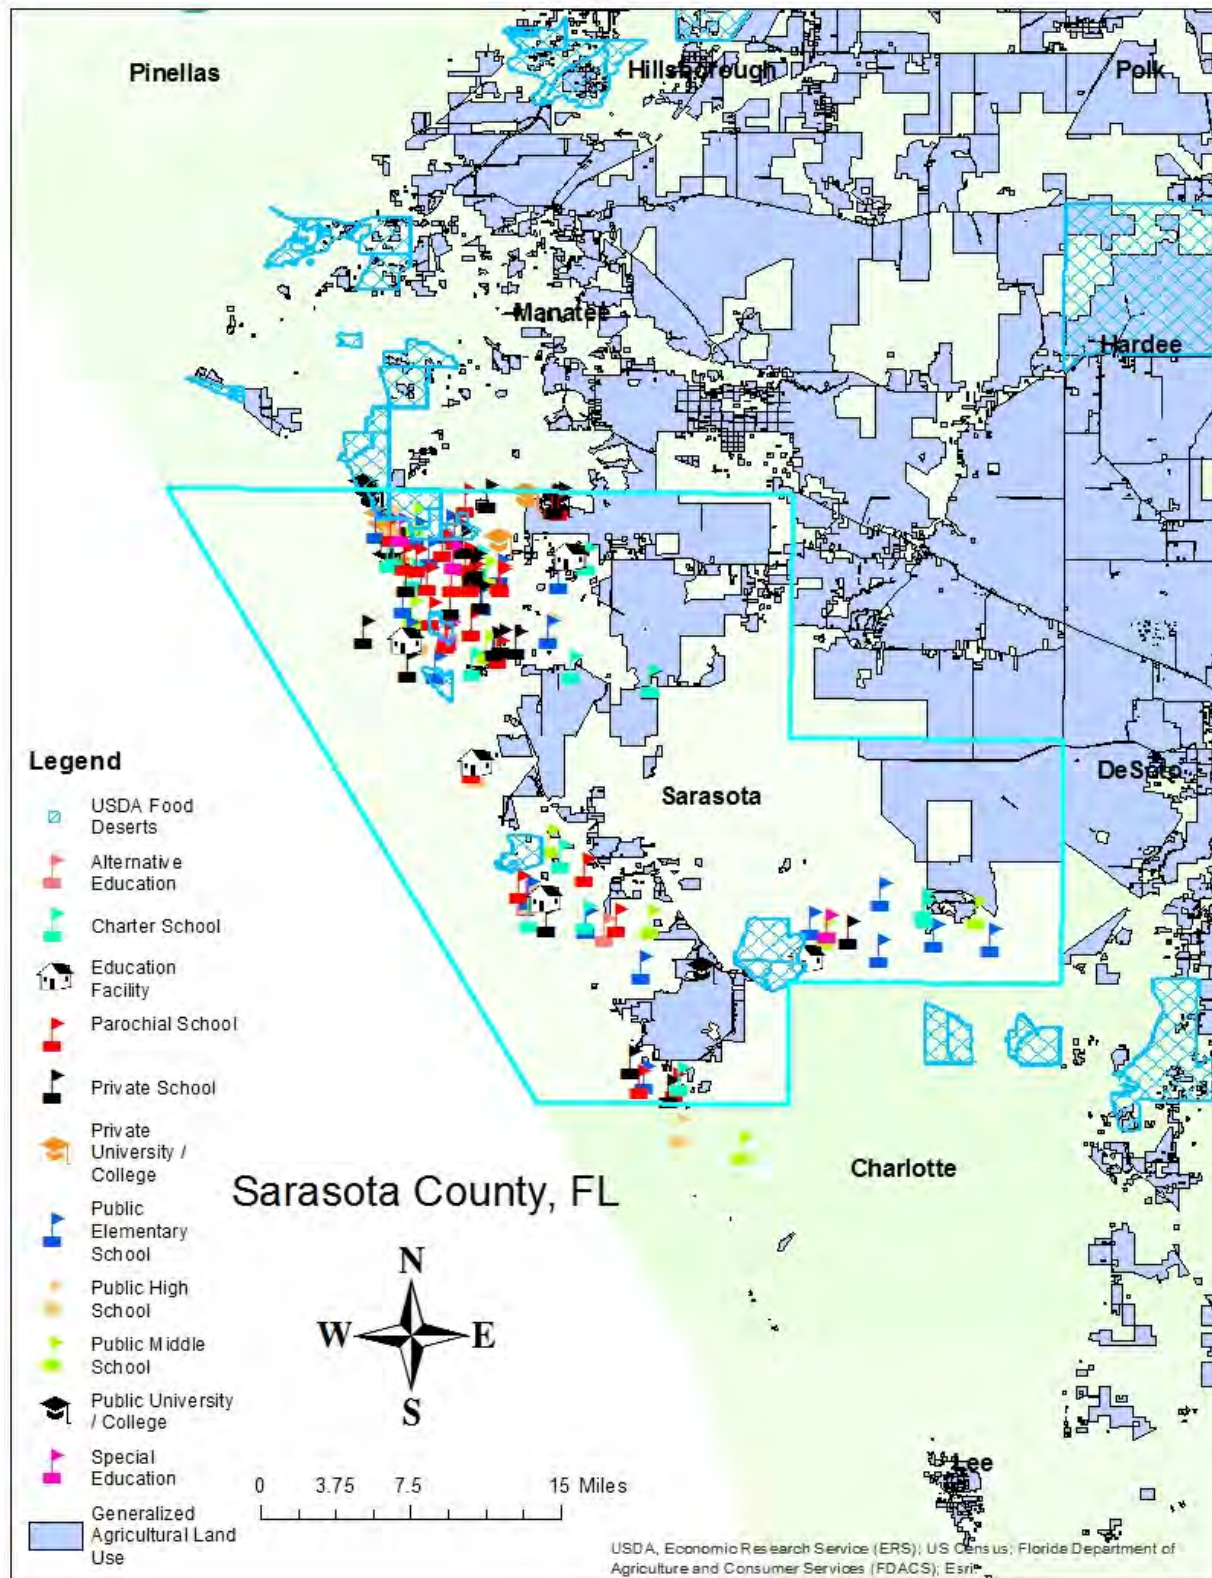 Pinellas
Hillsborough
Polk
Manatee
Hardee
Legend
USDA Food
Deserts
Alternative
Education
Charter School
Education
Facility
Parochial School
Private School
Private
University /
College
Public
Elementary
School
Public High
School
Public Middle
School
Public University
/ College
Special
Education
Generalized
Agricultural Land
Use
DeSoto
Sarasota
Charlotte
Sarasota County, FL
N
W E
S
0 3.75 7.5 15 Miles
Lee
USDA, Economic Research Service (ERS); US Census; Florida Department of
Agriculture and Consumer Services (FDACS); Esri